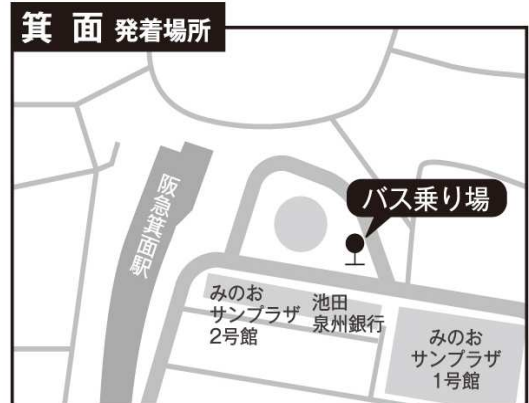 箕面 発着場所
バス乗り場
阪急箕面駅
みのお
サンプラザ
2号館
池田
泉州銀行
みのお
サンプラザ
1号館